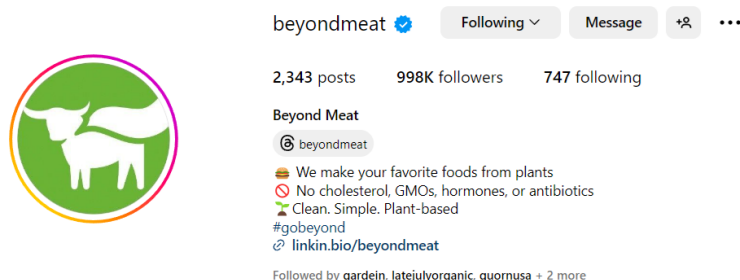 beyondmeat Following Message
2,343 posts 998K followers 747 following
Beyond Meat
beyondmeat
🍔 We make your favorite foods from plants
🚫 No cholesterol, GMOs, hormones, or antibiotics
🌱Clean. Simple. Plant-based
#gobeyond
linkin.bio/beyondmeat
Followed by gardein, latejulyorganic, quornusa + 2 more